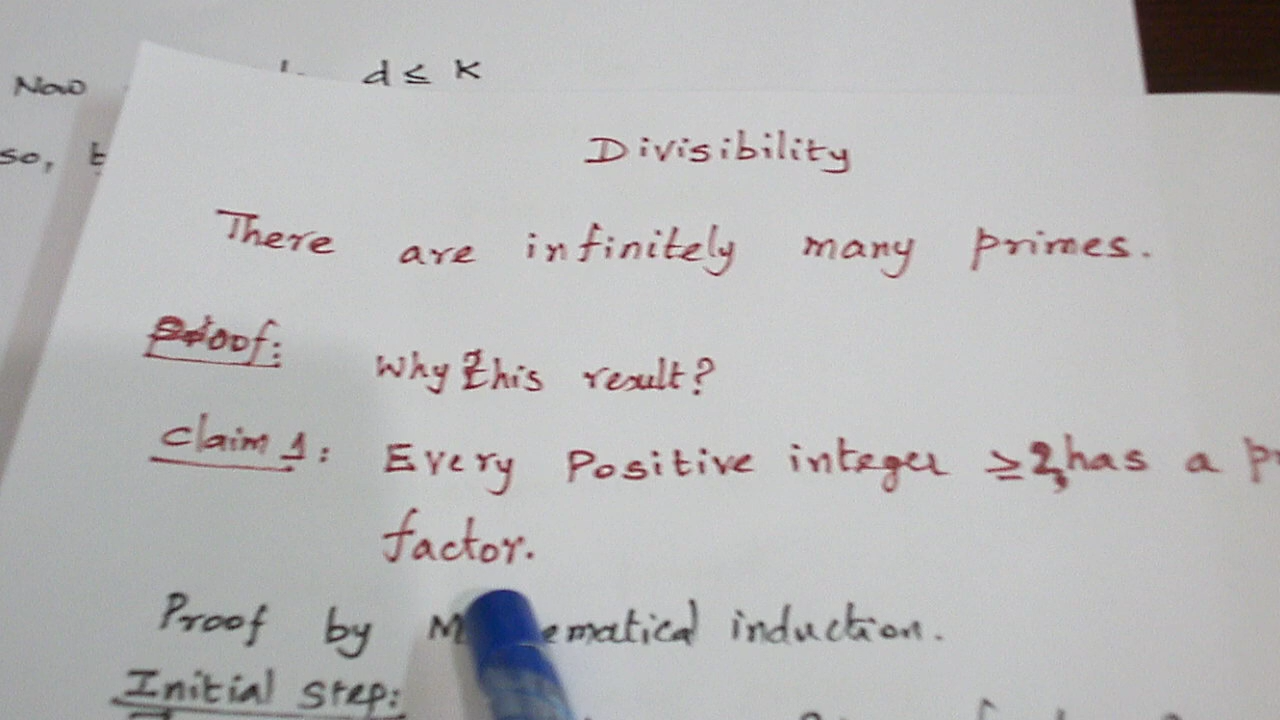 Now d ≤ K
so,
Divisibility
There are infinitely many primes.
Proof: Why this result?
Claim 1: Every Positive integer ≥2, has a
factor.
Proof by induction.
Initial Step: